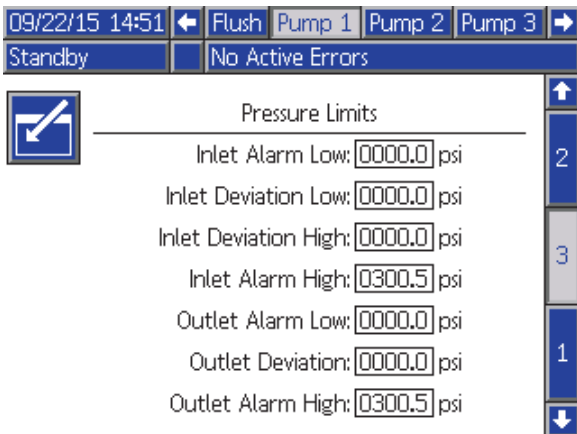 09/22/15 14:51 Flush Pump 1 Pump 2 Pump 3
Standby No Active Errors
Pressure Limits
Inlet Alarm Low: 0000.0 psi
2
Inlet Deviation Low: 0000.0 psi
Inlet Deviation High: 0000.0 psi
3
Inlet Alarm High: 0300.5 psi
Outlet Alarm Low: 0000.0 psi
Outlet Deviation: 0000.0 psi
1
Outlet Alarm High: 0300.5 psi